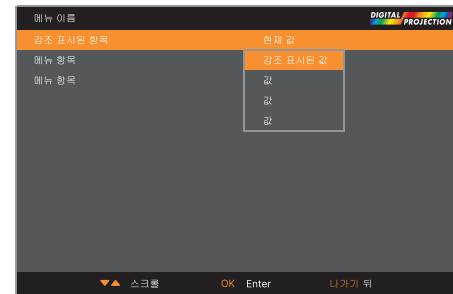 메뉴 이름
DIGITAL PROJECTION
강조 표시된 항목 현재 값
메뉴 항목 강조 표시된 값
메뉴 항목 값
값
값
▼▲ 스크롤 OK Enter 나가기 뒤